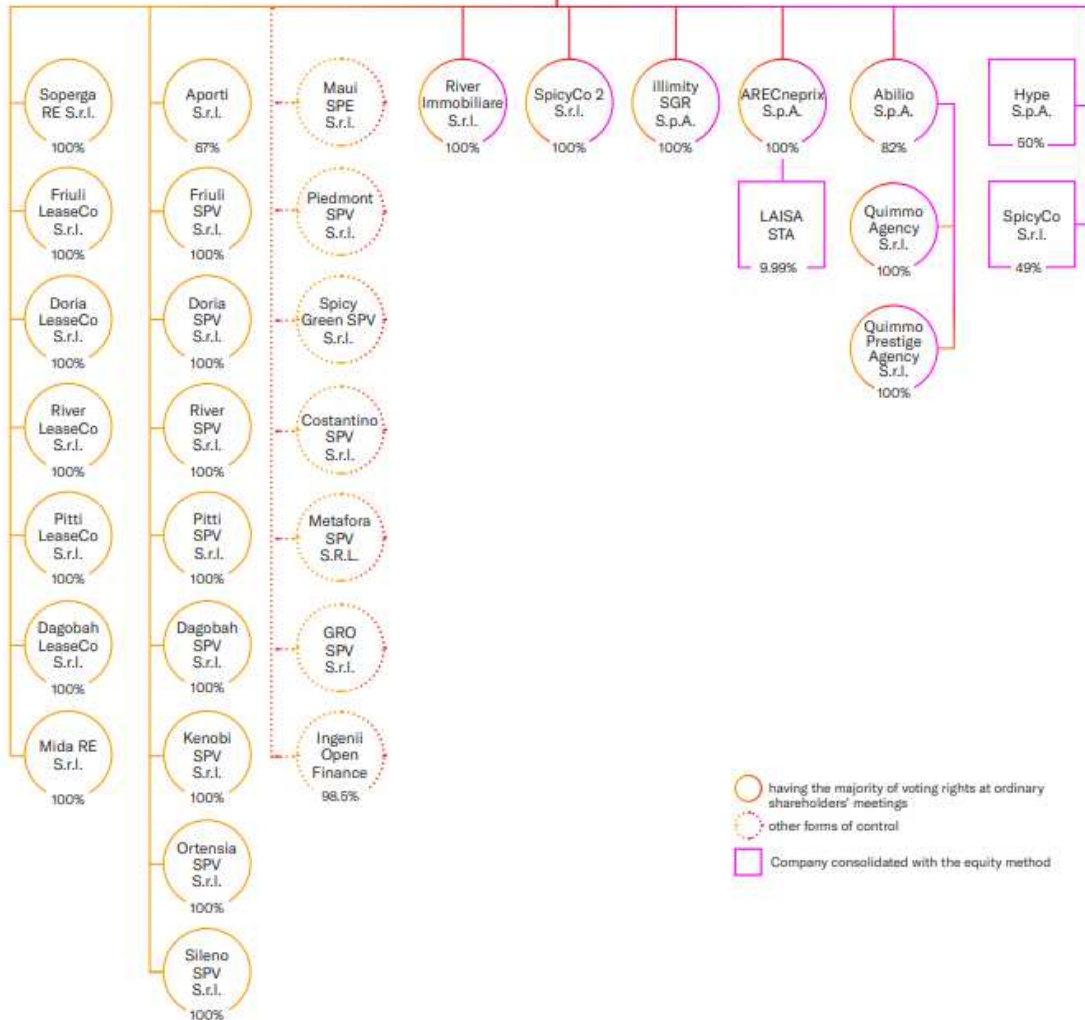 Soperga
RE S.r.l.
100%
Friuli
LeaseCo
S.r.l.
100%
Doria
LeaseCo
S.r.l.
100%
River
LeaseCo
S.r.l.
100%
Pitti
LeaseCo
S.r.l.
100%
Dagobah
LeaseCo
S.r.l.
100%
Mida RE
S.r.l.
100%
Aporti
S.r.l.
67%
Friuli
SPV
S.r.l.
100%
Doria
SPV
S.r.l.
100%
River
SPV
S.r.l.
100%
Pitti
SPV
S.r.l.
100%
Dagobah
SPV
S.r.l.
100%
Kenobi
SPV
S.r.l.
100%
Ortensia
SPV
S.r.l.
100%
Sileno
SPV
S.r.l.
100%
Maui
SPE
S.r.l.
Piedmont
SPV
S.r.l.
Spicy
Green SPV
S.r.l.
Costantino
SPV
S.r.l.
Metafora
SPV
S.R.L.
GRO
SPV
S.r.l.
Ingenii
Open
Finance
98.5%
River
Immobiliare
S.r.l.
100%
SpicyCo 2
S.r.l.
100%
illimity
SGR
S.p.A.
100%
ARECneprix
S.p.A.
100%
LAISA
STA
9.99%
Abilio
S.p.A.
82%
Quimmo
Agency
S.r.l.
100%
Quimmo
Prestige
Agency
S.r.l.
100%
Hype
S.p.A.
50%
SpicyCo
S.r.l.
49%
having the majority of voting rights at ordinary
shareholders' meetings
other forms of control
Company consolidated with the equity method